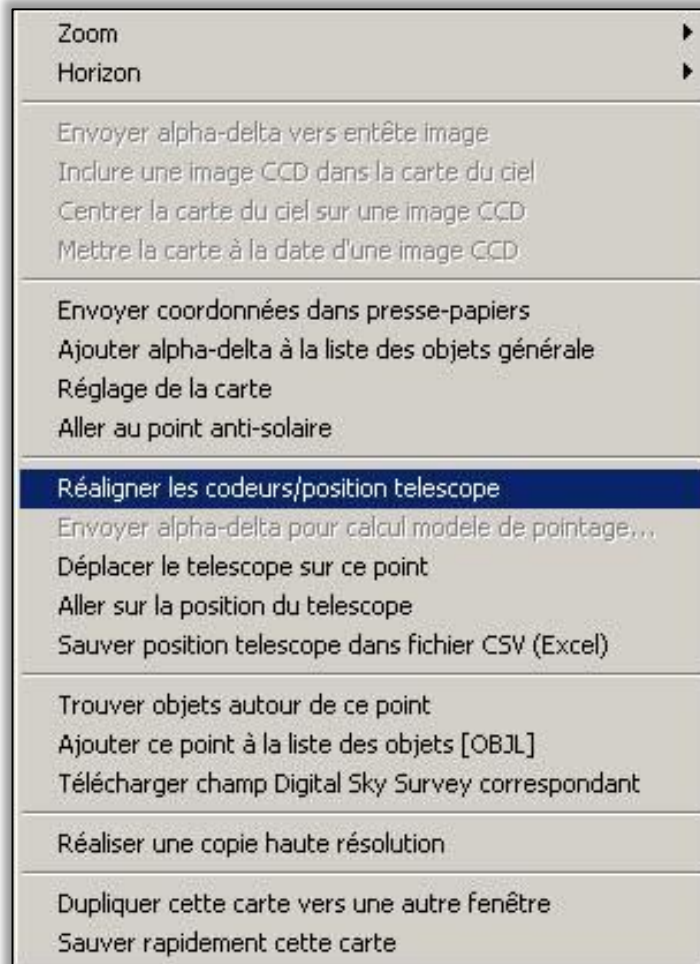 Zoom
Horizon
Envoyer alpha-delta vers entête image
Inclure une image CCD dans la carte du ciel
Centrer la carte du ciel sur une image CCD
Mettre la carte à la date d'une image CCD
Envoyer coordonnées dans presse-papiers
Ajouter alpha-delta à la liste des objets générale
Réglage de la carte
Aller au point anti-solaire
Réaligner les codeurs/position telescope
Envoyer alpha-delta pour calcul modele de pointage...
Déplacer le telescope sur ce point
Aller sur la position du telescope
Sauver position telescope dans fichier CSV (Excel)
Trouver objets autour de ce point
Ajouter ce point à la liste des objets [OBJL]
Télécharger champ Digital Sky Survey correspondant
Réaliser une copie haute résolution
Dupliquer cette carte vers une autre fenêtre
Sauver rapidement cette carte